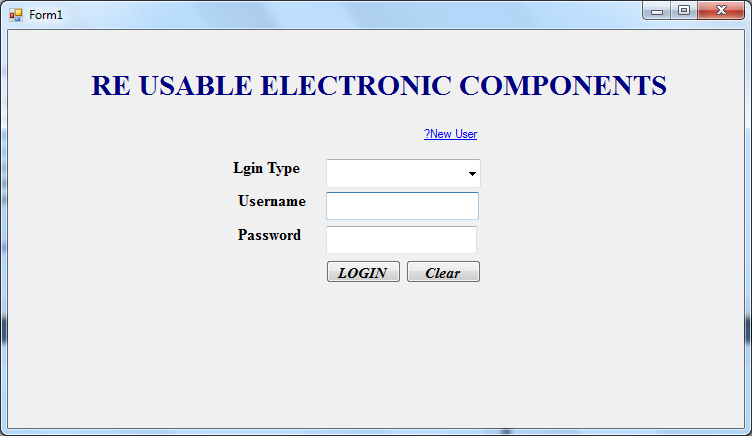 Form1
RE USABLE ELECTRONIC COMPONENTS
?New User
Lgin Type
Username
Password
LOGIN Clear